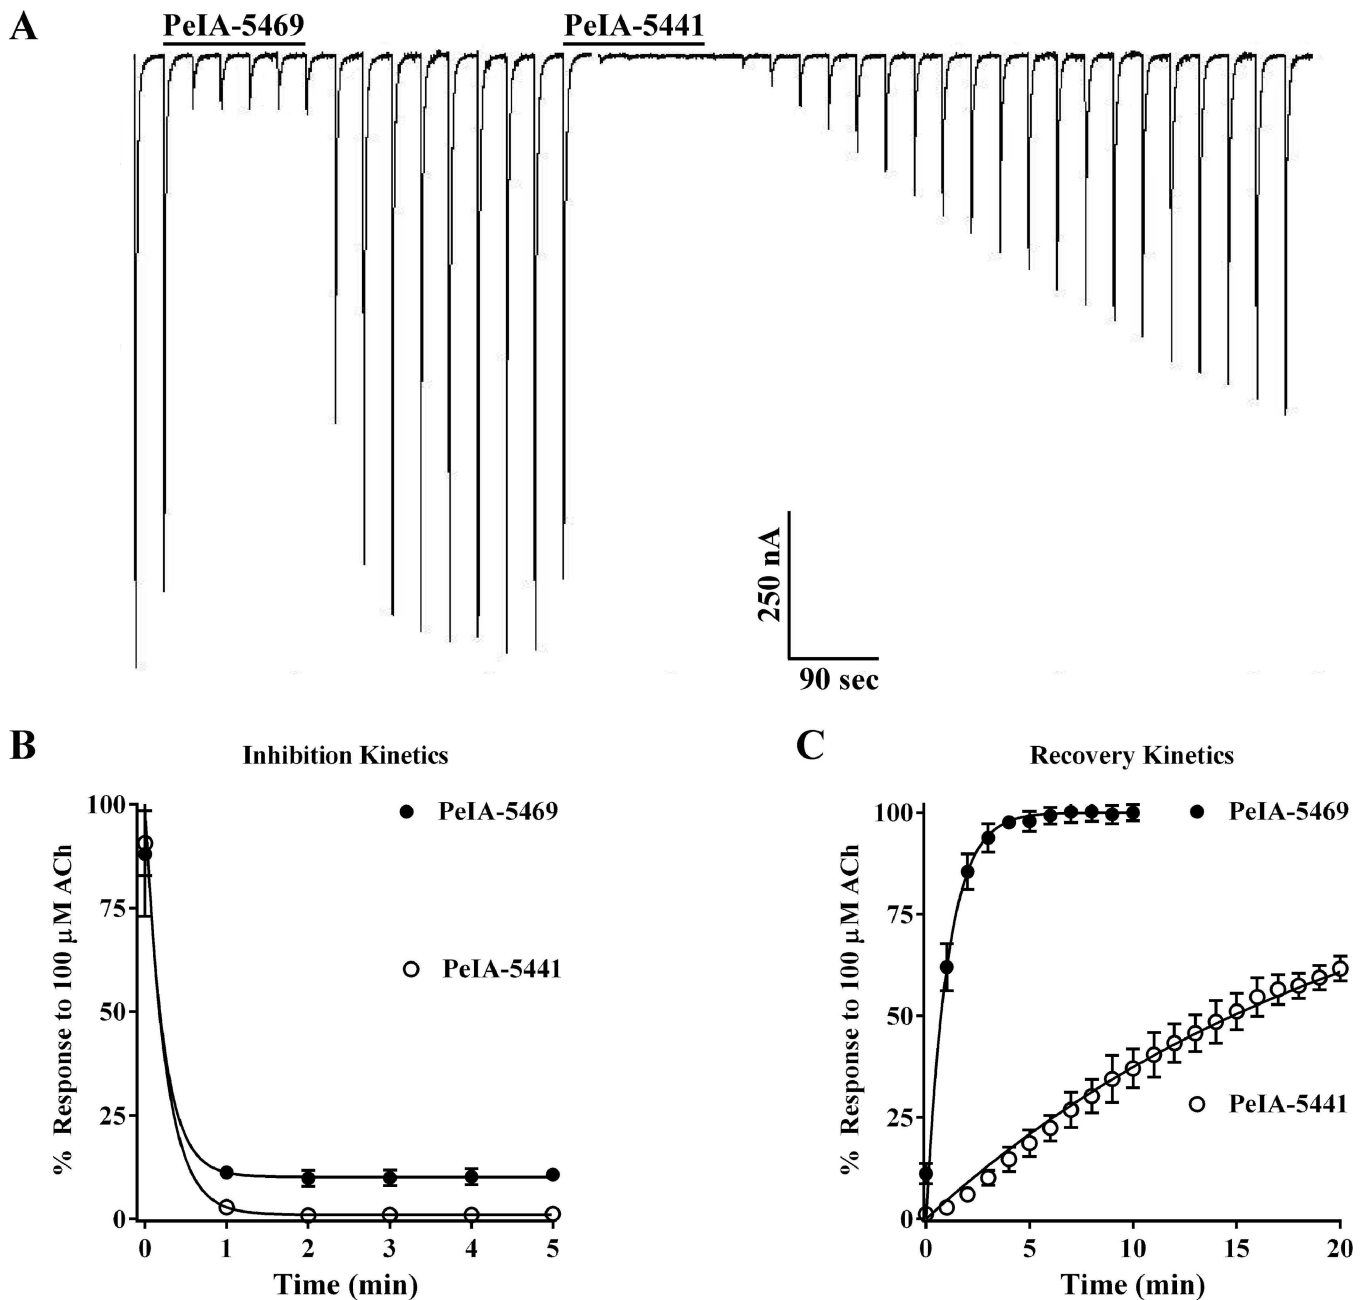 A
PeIA-5469
PeIA-5441
250 nA
90 sec
B
Inhibition Kinetics
PeIA-5469
PeIA-5441
% Response to 100 µM ACh
100
75
50
25
0
0 1 2 3 4 5
Time (min)
C
Recovery Kinetics
PeIA-5469
PeIA-5441
% Response to 100 µM ACh
100
75
50
25
0
0 5 10 15 20
Time (min)